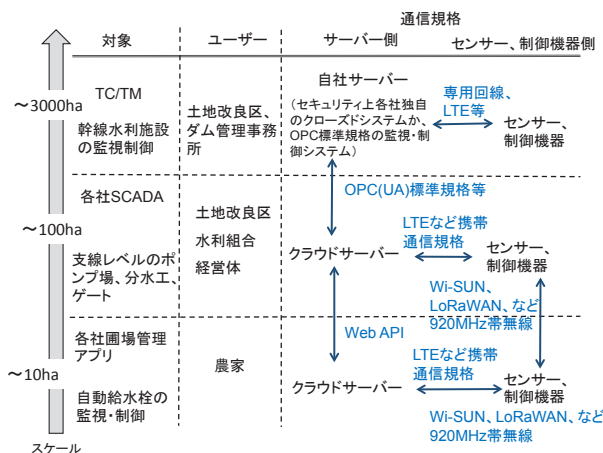 通信規格
対象
ユーザー
サーバー側
センサー、制御機器側
～3000ha
TC/TM
幹線水利施設
の監視制御
土地改良区、
ダム管理事務
所
自社サーバー
(セキュリティ上各社独自
のクローズドシステムか、
OPC標準規格の監視・制
御システム)
専用回線、
LTE等
センサー、
制御機器
OPC(UA)標準規格等
～100ha
各社SCADA
支線レベルのポ
ンプ場、分水工、
ゲート
土地改良区
水利組合
経営体
クラウドサーバー
LTEなど携帯
通信規格
センサー、
制御機器
Wi-SUN、
LoRaWAN、など
920MHz帯無線
Web API
～10ha
各社圃場管理
アプリ
自動給水栓の
監視・制御
農家
クラウドサーバー
LTEなど携帯
通信規格
センサー、
制御機器
Wi-SUN、LoRaWAN、など
920MHz帯無線
スケール